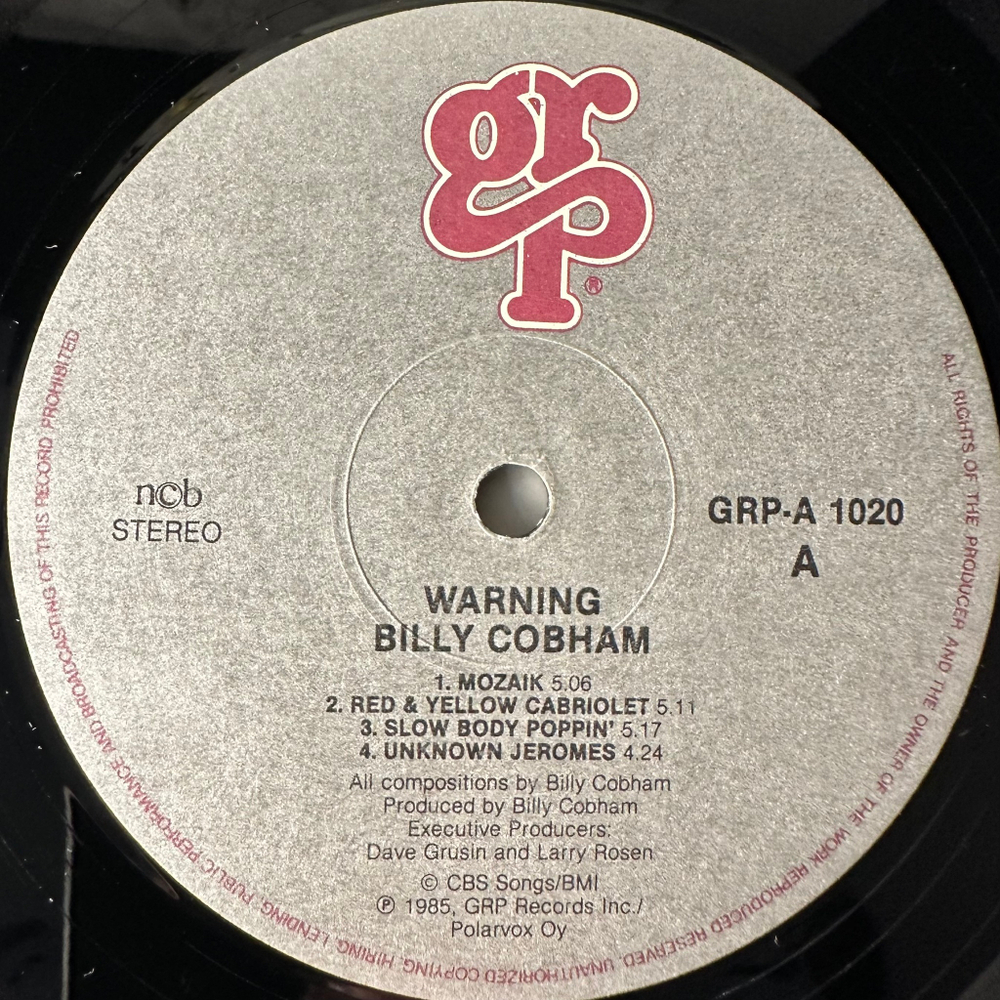 grp
®
ncb
STEREO
GRP-A 1020
A
WARNING
BILLY COBHAM
1. MOZAIK 5.06
2. RED & YELLOW CABRIOLET 5.11
3. SLOW BODY POPPIN' 5.17
4. UNKNOWN JEROMES 4.24
All compositions by Billy Cobham
Produced by Billy Cobham
Executive Producers:
Dave Grusin and Larry Rosen
© CBS Songs/BMI
℗ 1985, GRP Records Inc./
Polarvox Oy
ALL RIGHTS OF THE PRODUCER AND THE OWNER OF THE WORK REPRODUCED RESERVED. UNAUTHORIZED COPYING, HIRING, LENDING, PUBLIC PERFORMANCE AND BROADCASTING OF THIS RECORD PROHIBITED